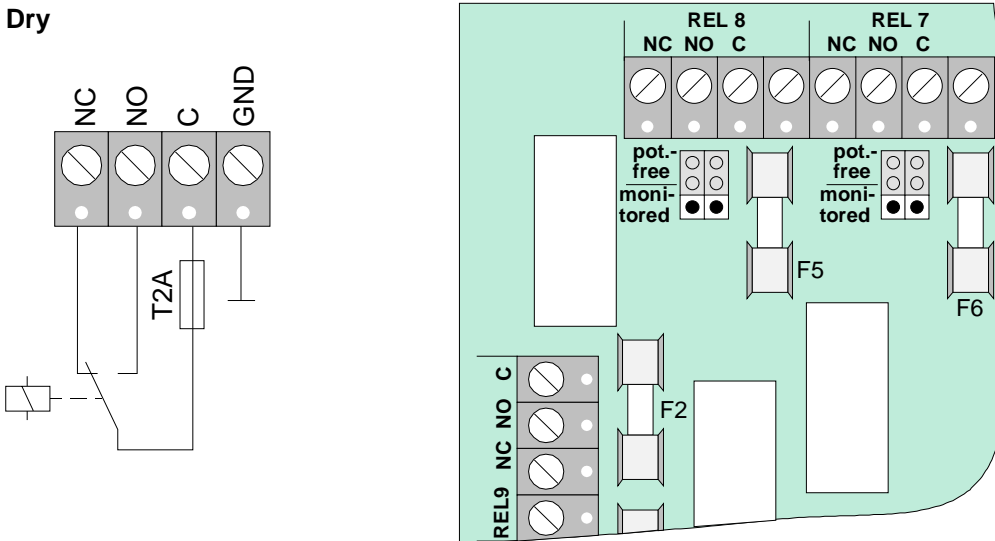 Dry
NC
NO
C
GND
T2A
REL 8
NC NO C
REL 7
NC NO C
pot.-
free
moni-
tored
pot.-
free
moni-
tored
F5
F6
F2
REL9 NC NO C